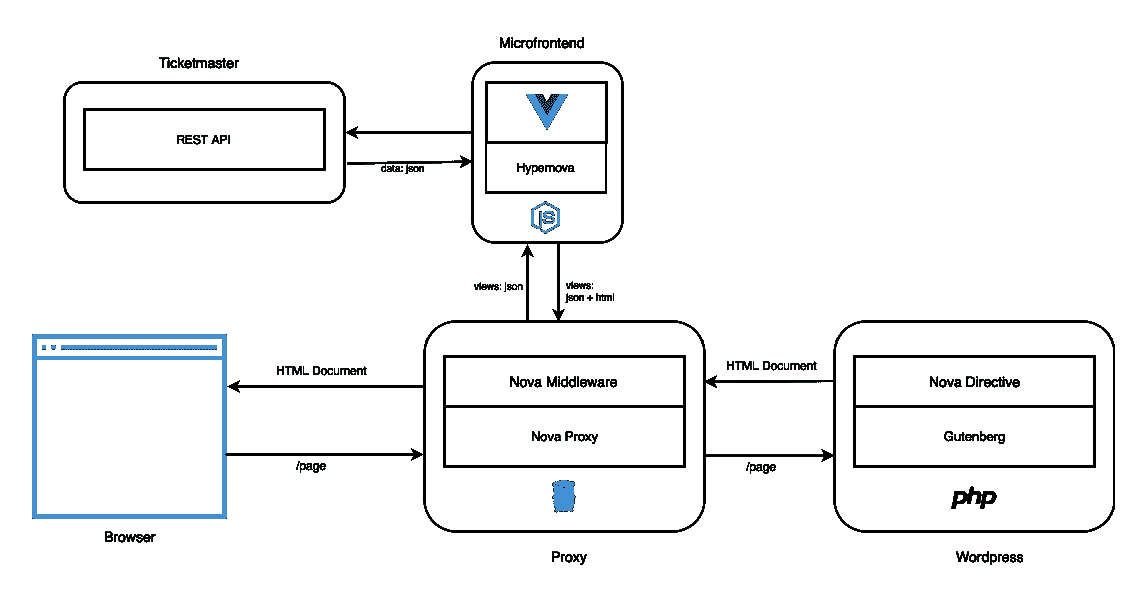 Microfrontend
Ticketmaster
REST API
data: json
Hypernova
JS
views: json
views:
json + html
HTML Document
/page
Browser
Nova Middleware
Nova Proxy
Proxy
HTML Document
/page
Nova Directive
Gutenberg
php
Wordpress